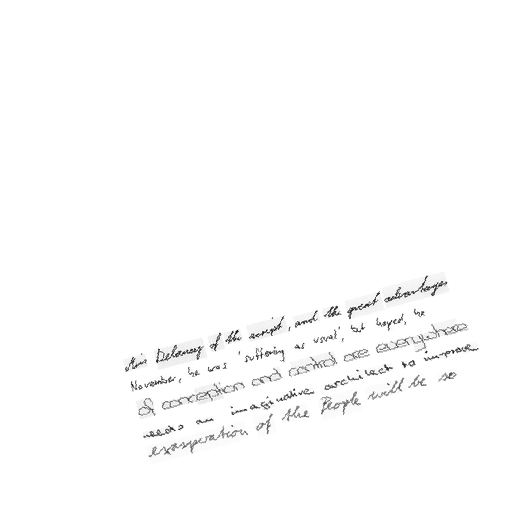 Miss Delaney of the script, and the great advantages
November, he was 'suffering as usual', but hoped, he
of conception and control are everywhere
needs an imaginative architect to improve
exasperation of the People will be so